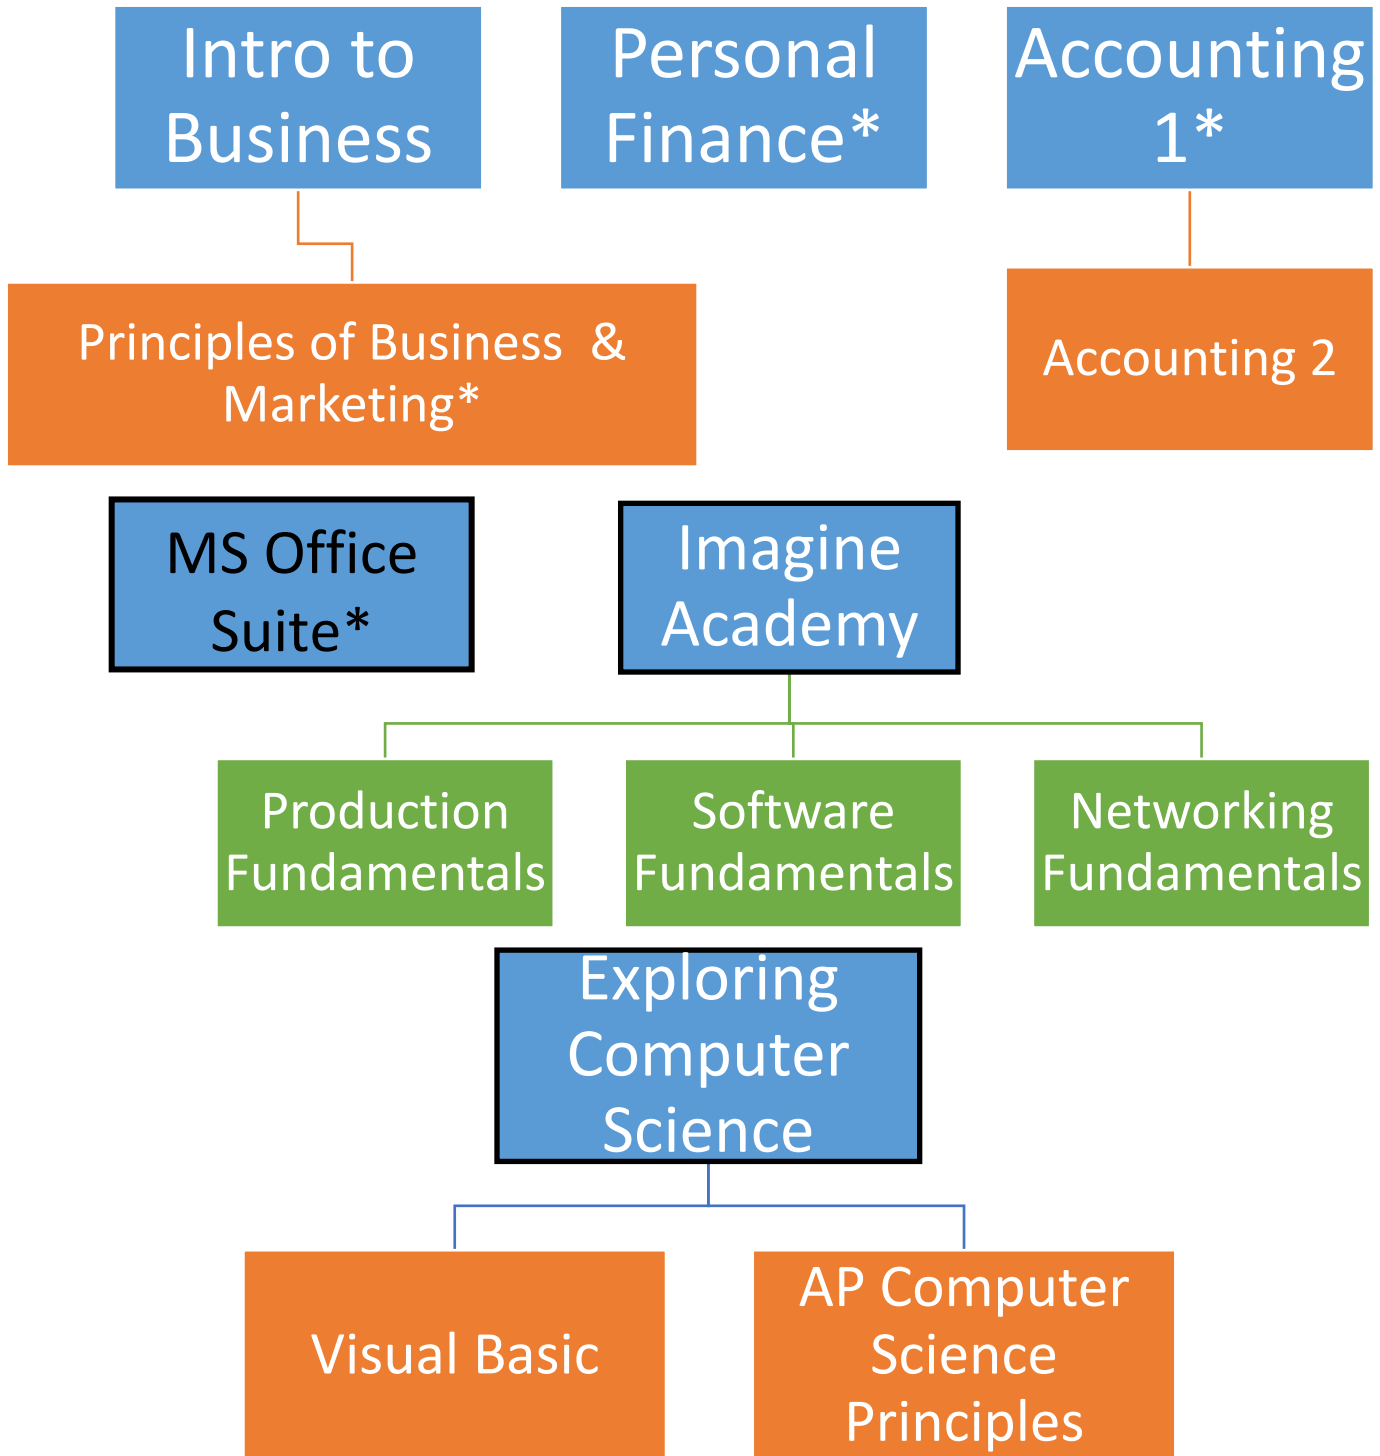 Intro to
Business
Personal
Finance*
Accounting
1*
Principles of Business &
Marketing*
Accounting 2
MS Office
Suite*
Imagine
Academy
Production
Fundamentals
Software
Fundamentals
Networking
Fundamentals
Exploring
Computer
Science
Visual Basic
AP Computer
Science
Principles